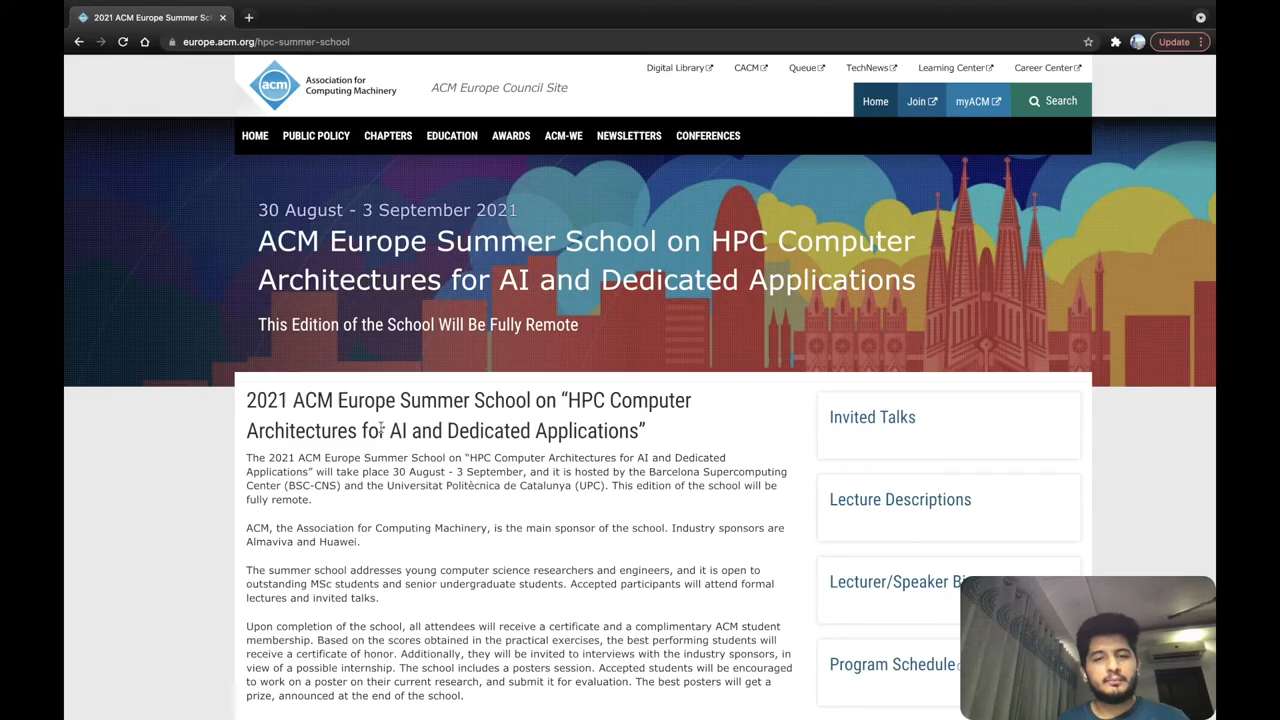 2021 ACM Europe Summer Sc
europe.acm.org/hpc-summer-school
Update
acm
Association for
Computing Machinery
ACM Europe Council Site
Digital Library
CACM
Queue
TechNews
Learning Center
Career Center
Home
Join
myACM
Search
HOME
PUBLIC POLICY
CHAPTERS
EDUCATION
AWARDS
ACM-WE
NEWSLETTERS
CONFERENCES
30 August - 3 September 2021
ACM Europe Summer School on HPC Computer
Architectures for AI and Dedicated Applications
This Edition of the School Will Be Fully Remote
2021 ACM Europe Summer School on “HPC Computer
Architectures for AI and Dedicated Applications”
The 2021 ACM Europe Summer School on “HPC Computer Architectures for AI and Dedicated
Applications” will take place 30 August - 3 September, and it is hosted by the Barcelona Supercomputing
Center (BSC-CNS) and the Universitat Politècnica de Catalunya (UPC). This edition of the school will be
fully remote.
ACM, the Association for Computing Machinery, is the main sponsor of the school. Industry sponsors are
Almaviva and Huawei.
The summer school addresses young computer science researchers and engineers, and it is open to
outstanding MSc students and senior undergraduate students. Accepted participants will attend formal
lectures and invited talks.
Upon completion of the school, all attendees will receive a certificate and a complimentary ACM student
membership. Based on the scores obtained in the practical exercises, the best performing students will
receive a certificate of honor. Additionally, they will be invited to interviews with the industry sponsors, in
view of a possible internship. The school includes a posters session. Accepted students will be encouraged
to work on a poster on their current research, and submit it for evaluation. The best posters will get a
prize, announced at the end of the school.
Invited Talks
Lecture Descriptions
Lecturer/Speaker Bi
Program Schedule